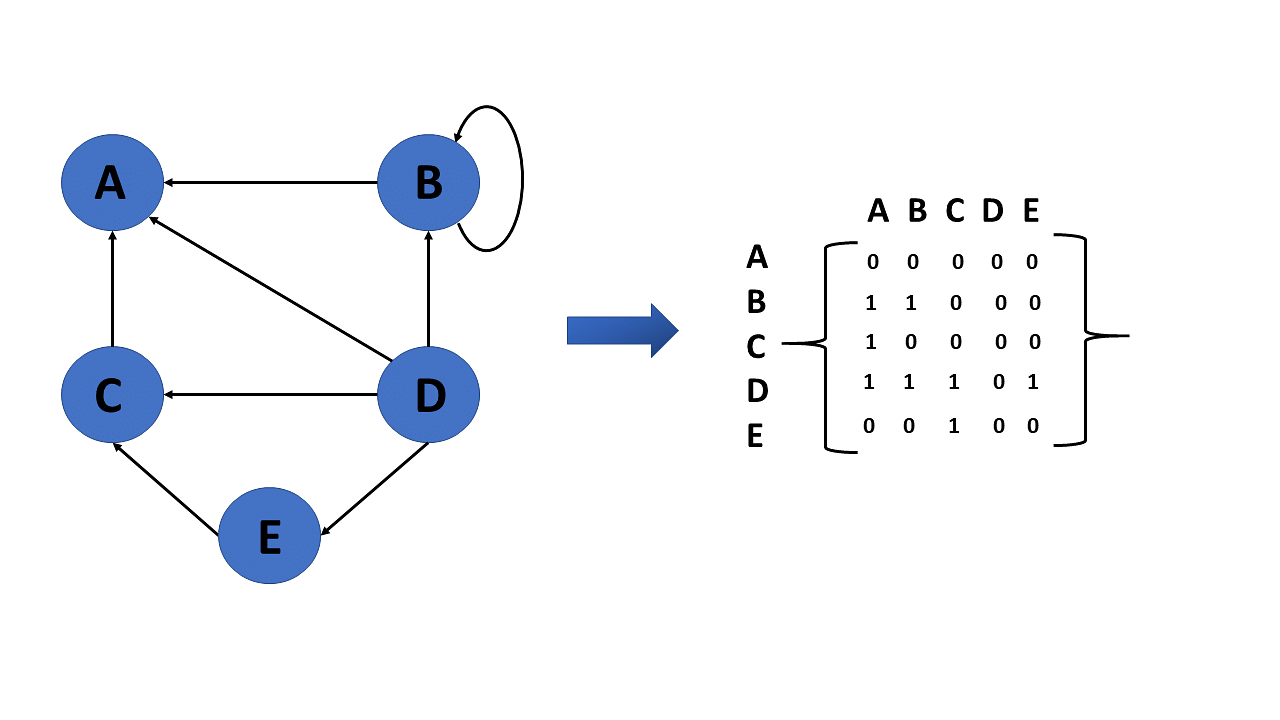 A B
C D
E
A B C D E
A 0 0 0 0 0
B 1 1 0 0 0
C 1 0 0 0 0
D 1 1 1 0 1
E 0 0 1 0 0